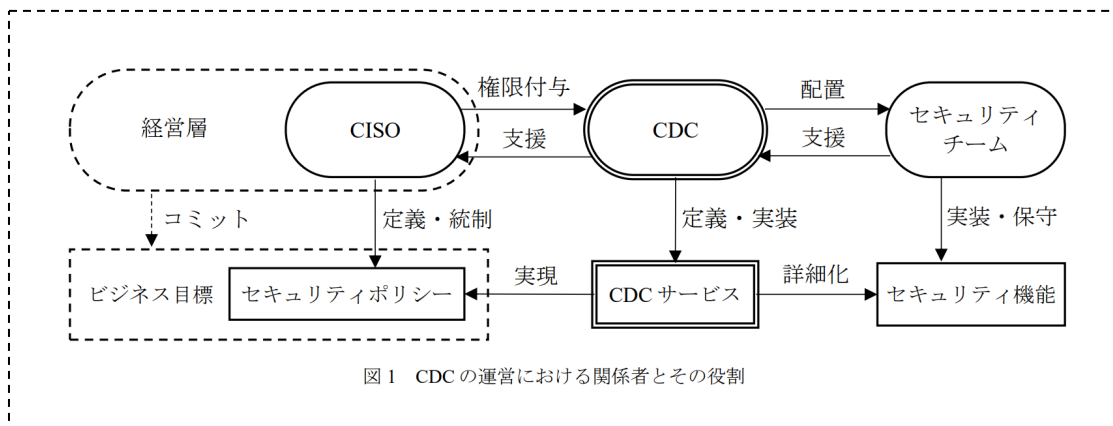 権限付与
配置
経営層
CISO
CDC
セキュリティ
チーム
支援
支援
コミット
定義・統制
定義・実装
実装・保守
ビジネス目標
セキュリティポリシー
実現
CDC サービス
詳細化
セキュリティ機能
図 1 CDC の運営における関係者とその役割